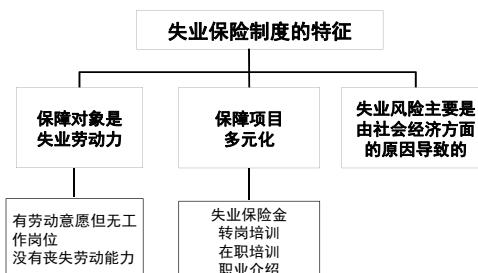 失业保险制度的特征
保障对象是
失业劳动力
保障项目
多元化
失业风险主要是
由社会经济方面
的原因导致的
有劳动意愿但无工
作岗位
没有丧失劳动能力
失业保险金
转岗培训
在职培训
职业介绍